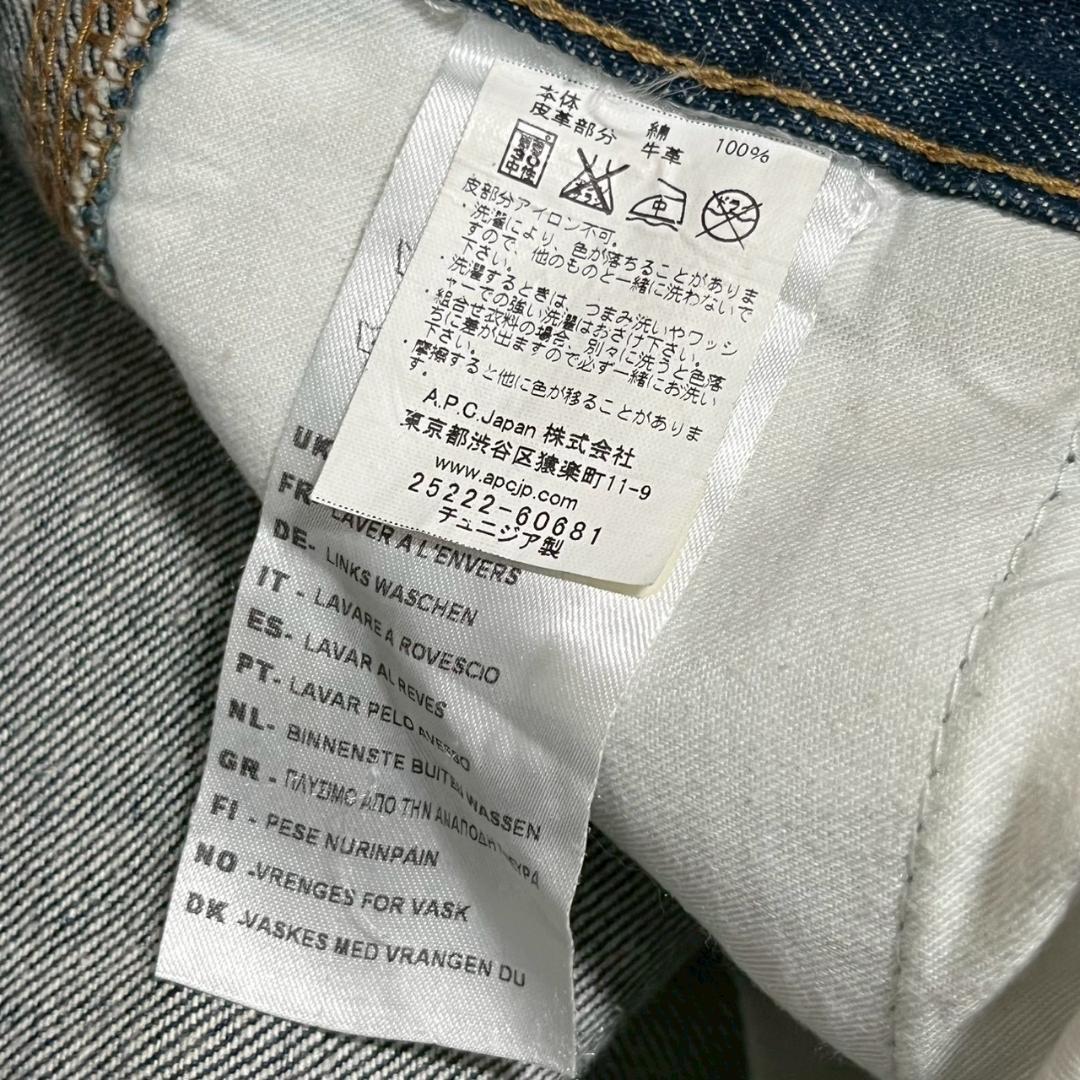 本体 綿 100%
皮革部分 牛革
中
皮部分アイロン不可。
・洗濯により、色が落ちることがありま
すので、他のものと一緒に洗わないで
下さい。
・洗濯するときは、つまみ洗いやワッシ
ャーでの強い洗濯はおさけ下さい。
・組合せ衣料の場合、別々に洗うと色落
ちに差が出ますので必ず一緒にお洗い
下さい。
・摩擦すると他に色が移ることがありま
す。
A.P.C.Japan 株式会社
東京都渋谷区猿楽町11-9
www.apcjp.com
25222-60681
チュニジア製
UK
FR- LAVER A L'ENVERS
DE- LINKS WASCHEN
IT - LAVARE A ROVESCIO
ES- LAVAR AL REVES
PT- LAVAR PELO AVESSO
NL- BINNENSTE BUITEN WASSEN
GR - ΠΛΥΣΙΜΟ ΑΠΟ ΤΗΝ ΑΝΑΠΟΔΗ
FI - PESE NURINPAIN
NO -VRENGES FOR VASK
DK -VASKES MED VRANGEN DU